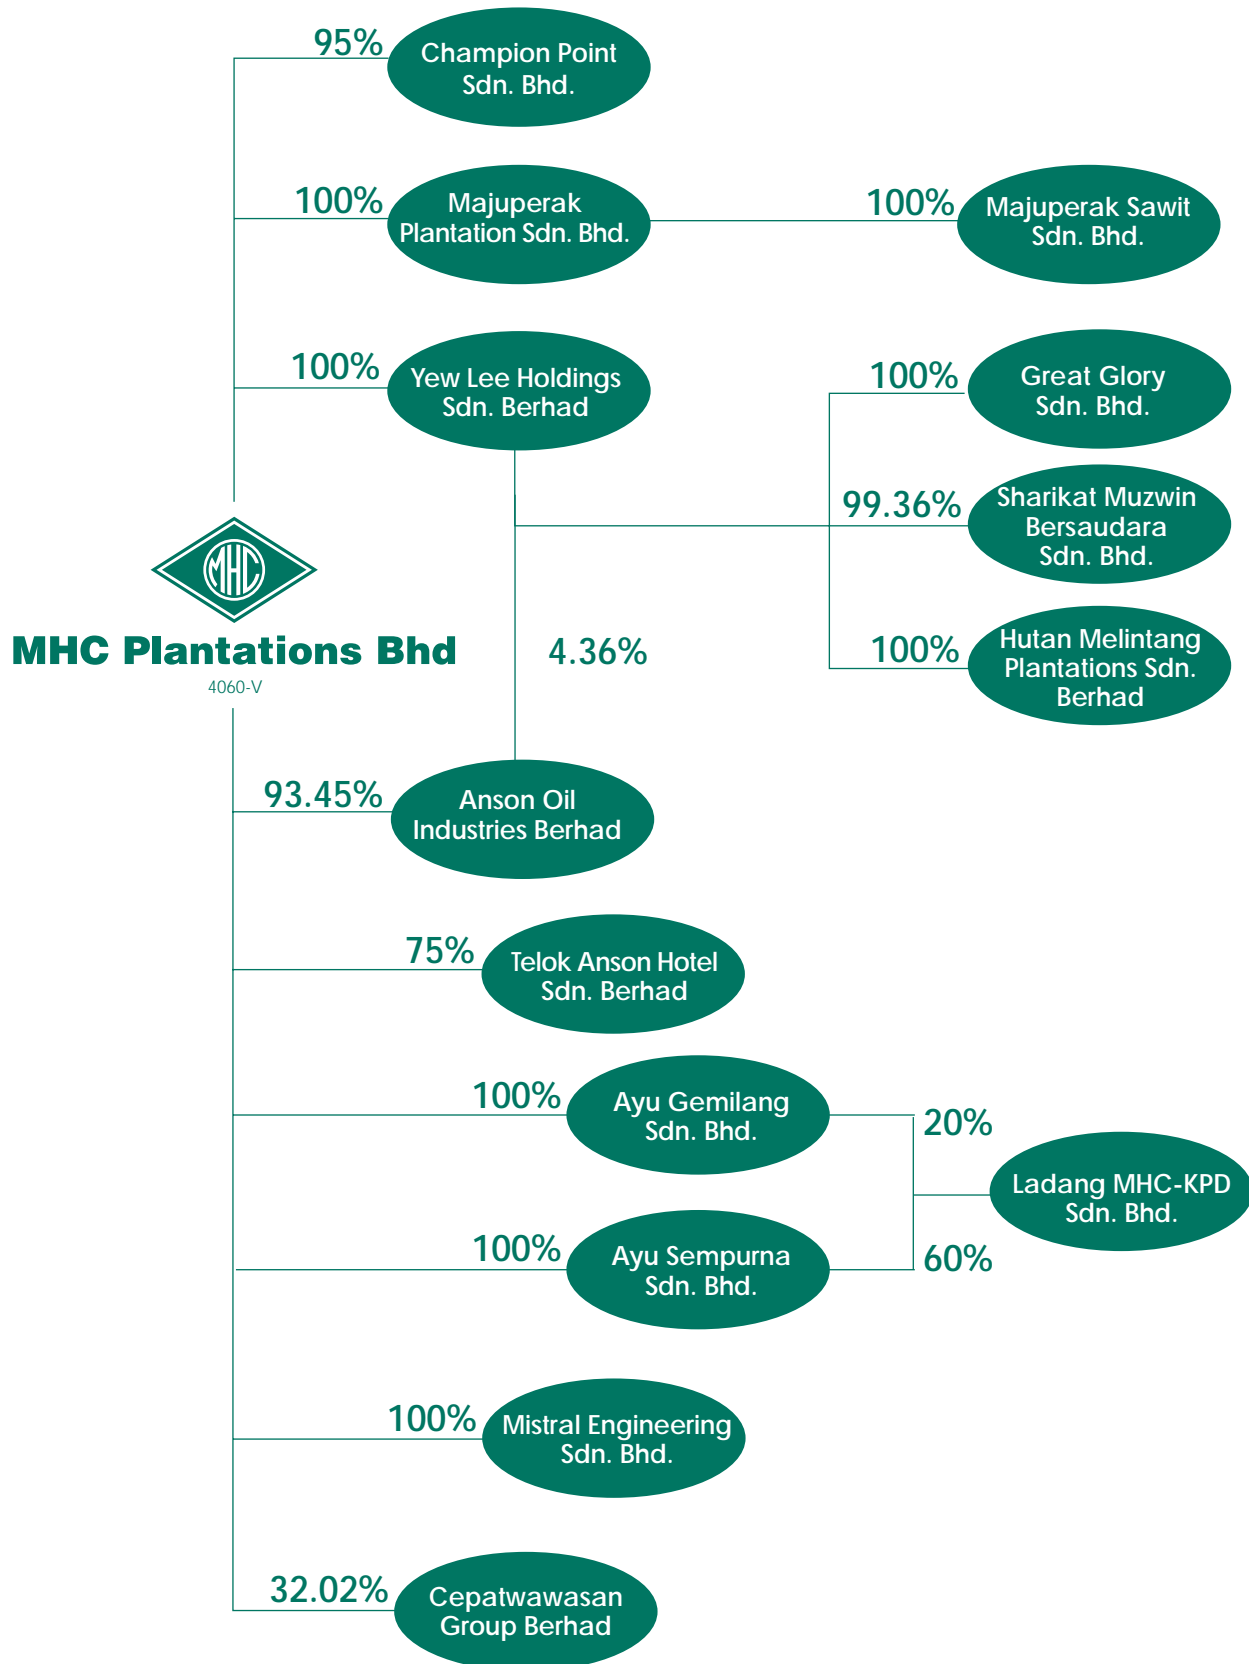 95%
Champion Point
Sdn. Bhd.
100%
Majuperak
Plantation Sdn. Bhd.
100%
Majuperak Sawit
Sdn. Bhd.
100%
Yew Lee Holdings
Sdn. Berhad
100%
Great Glory
Sdn. Bhd.
99.36%
Sharikat Muzwin
Bersaudara
Sdn. Bhd.
100%
Hutan Melintang
Plantations Sdn.
Berhad
MHC
MHC Plantations Bhd
4060-V
4.36%
93.45%
Anson Oil
Industries Berhad
75%
Telok Anson Hotel
Sdn. Berhad
100%
Ayu Gemilang
Sdn. Bhd.
20%
Ladang MHC-KPD
Sdn. Bhd.
100%
Ayu Sempurna
Sdn. Bhd.
60%
100%
Mistral Engineering
Sdn. Bhd.
32.02%
Cepatwawasan
Group Berhad